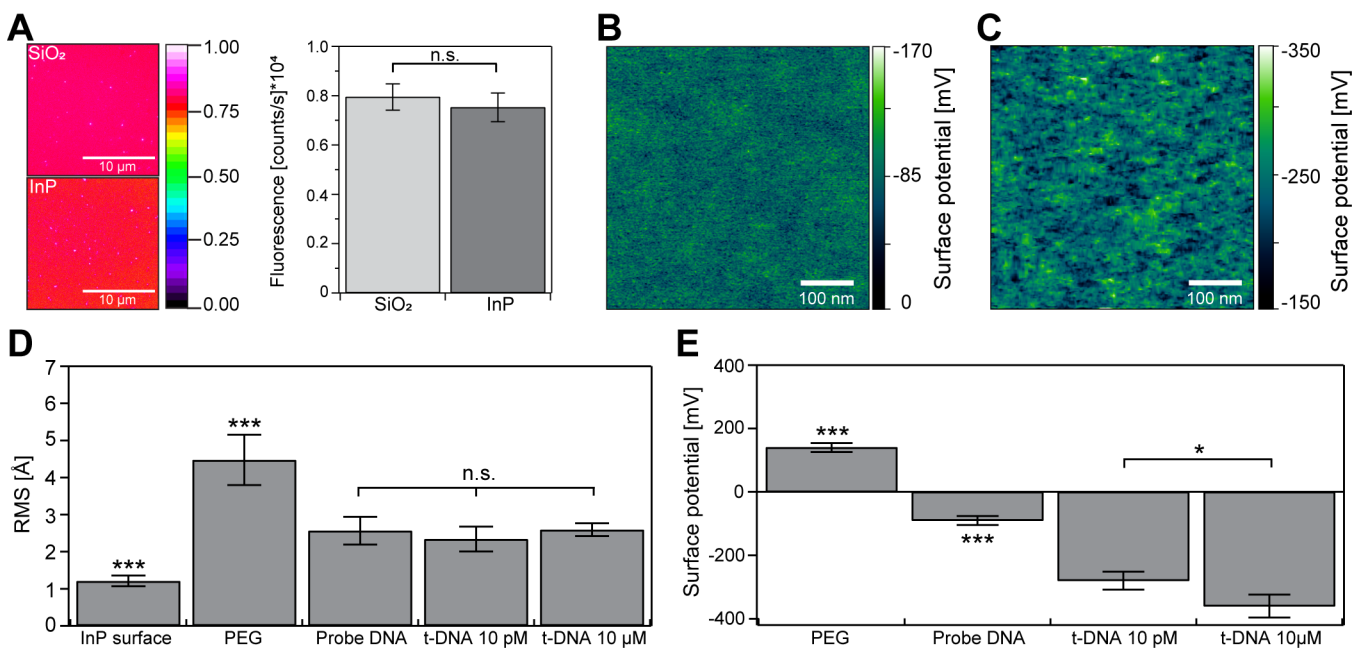 A
SiO₂
10 µm
InP
10 µm
1.00
0.75
0.50
0.25
0.00
Fluorescence [counts/s]*10⁴
1.0
0.8
0.6
0.4
0.2
0
n.s.
SiO₂
InP
B
100 nm
-170
-85
0
Surface potential [mV]
C
100 nm
-350
-250
-150
Surface potential [mV]
D
RMS [Å]
7
6
5
4
3
2
1
0
***
***
n.s.
InP surface
PEG
Probe DNA
t-DNA 10 pM
t-DNA 10 µM
E
Surface potential [mV]
400
200
0
-200
-400
***
***
*
PEG
Probe DNA
t-DNA 10 pM
t-DNA 10µM